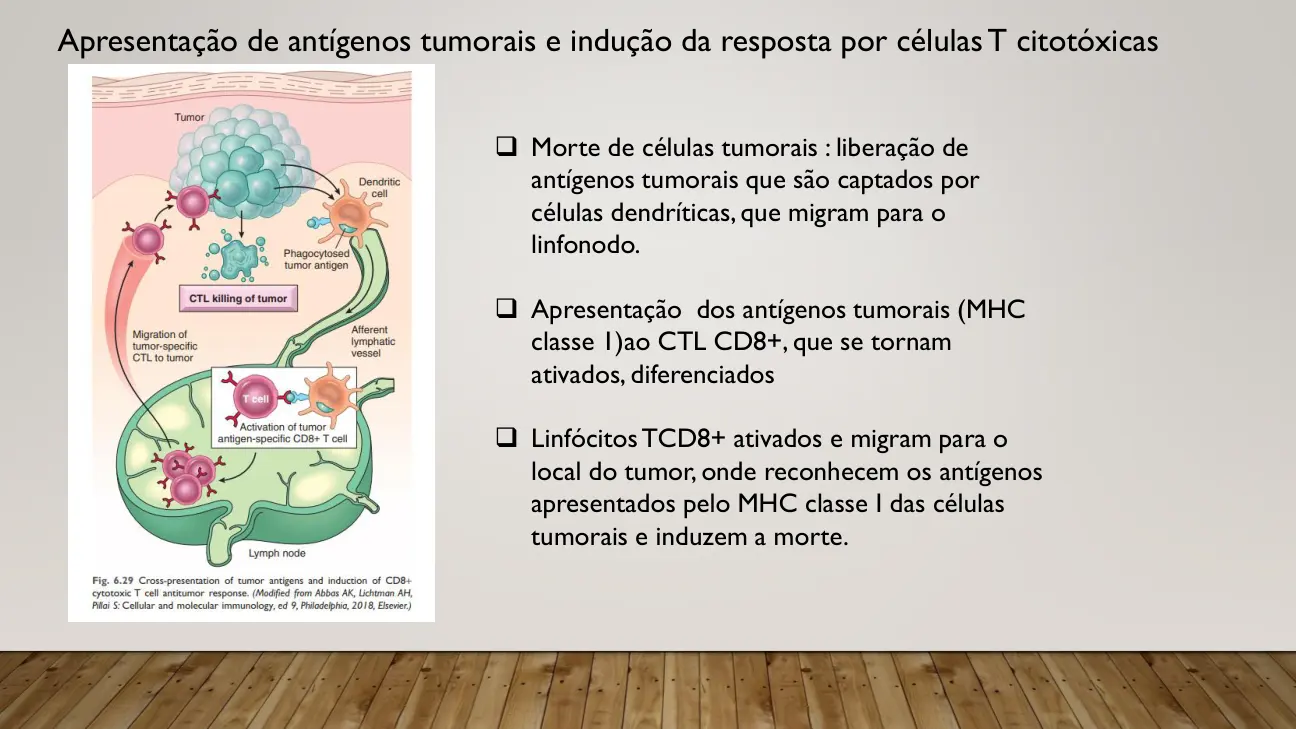 Apresentação de antígenos tumorais e indução da resposta por células T citotóxicas
Tumor
Dendritic
cell
Phagocytosed
tumor antigen
CTL killing of tumor
Migration of
tumor-specific
CTL to tumor
Afferent
lymphatic
vessel
T cell
Activation of tumor
antigen-specific CD8+ T cell
Lymph node
Fig. 6.29 Cross-presentation of tumor antigens and induction of CD8+
cytotoxic T cell antitumor response. (Modified from Abbas AK, Lichtman AH,
Pillai S: Cellular and molecular immunology, ed 9, Philadelphia, 2018, Elsevier.)
❑ Morte de células tumorais : liberação de
antígenos tumorais que são captados por
células dendríticas, que migram para o
linfonodo.
❑ Apresentação dos antígenos tumorais (MHC
classe 1)ao CTL CD8+, que se tornam
ativados, diferenciados
❑ Linfócitos TCD8+ ativados e migram para o
local do tumor, onde reconhecem os antígenos
apresentados pelo MHC classe I das células
tumorais e induzem a morte.